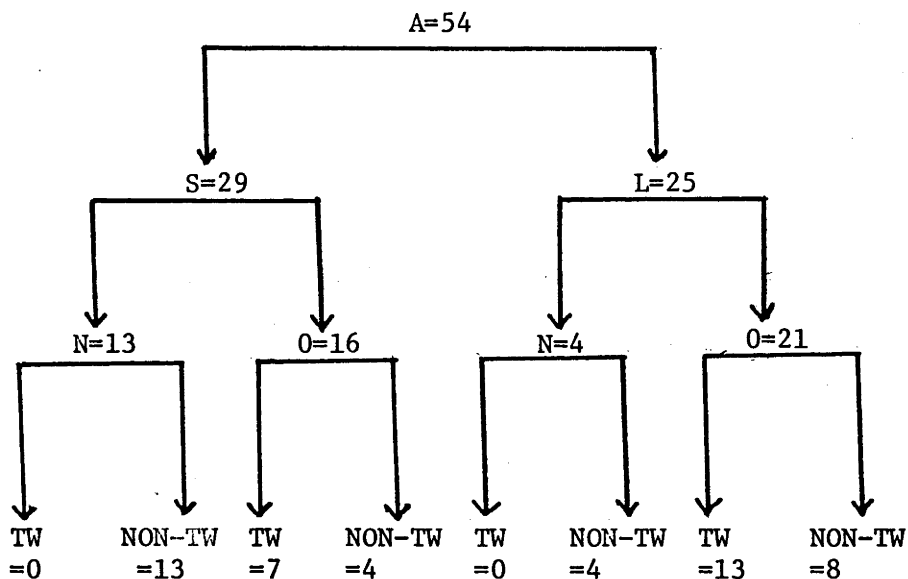 A=54
S=29 L=25
N=13 O=16 N=4 O=21
TW NON-TW TW NON-TW TW NON-TW TW NON-TW
=0 =13 =7 =4 =0 =4 =13 =8